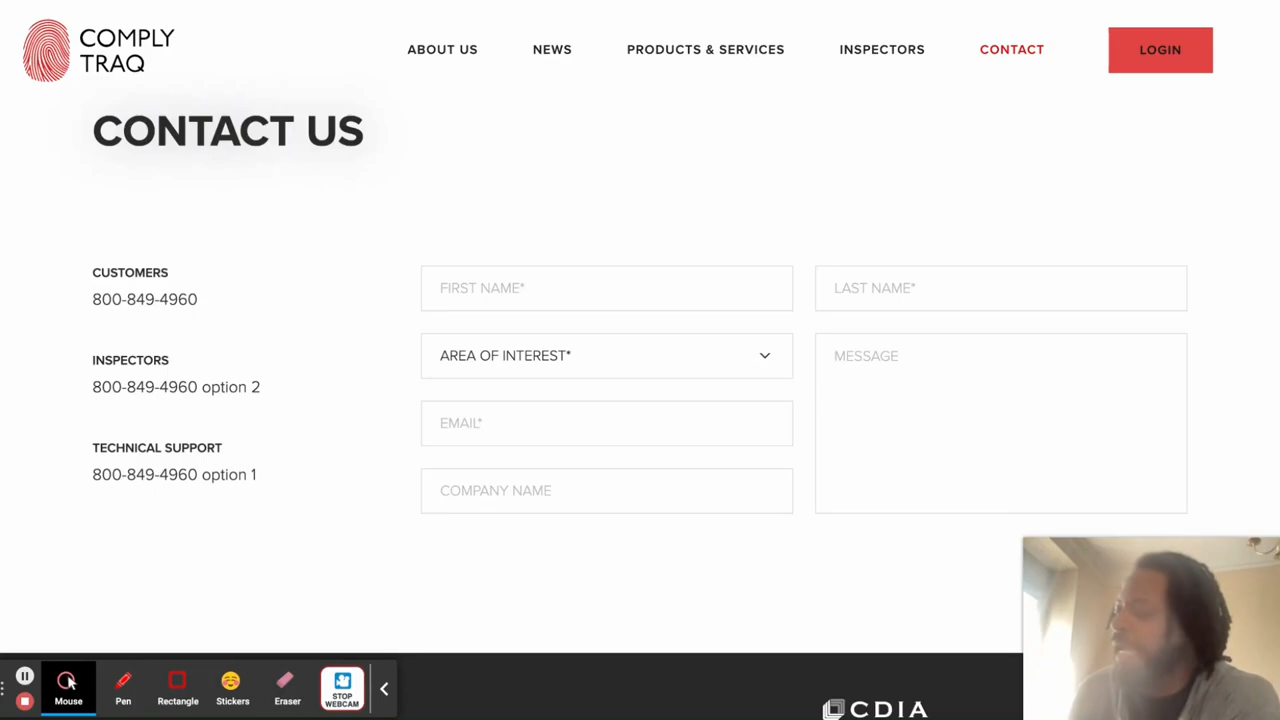 COMPLY
TRAQ
ABOUT US
NEWS
PRODUCTS & SERVICES
INSPECTORS
CONTACT
LOGIN
CONTACT US
CUSTOMERS
800-849-4960
INSPECTORS
800-849-4960 option 2
TECHNICAL SUPPORT
800-849-4960 option 1
FIRST NAME*
LAST NAME*
AREA OF INTEREST*
MESSAGE
EMAIL*
COMPANY NAME
Mouse
Pen
Rectangle
Stickers
Eraser
STOP
WEBCAM
CDIA